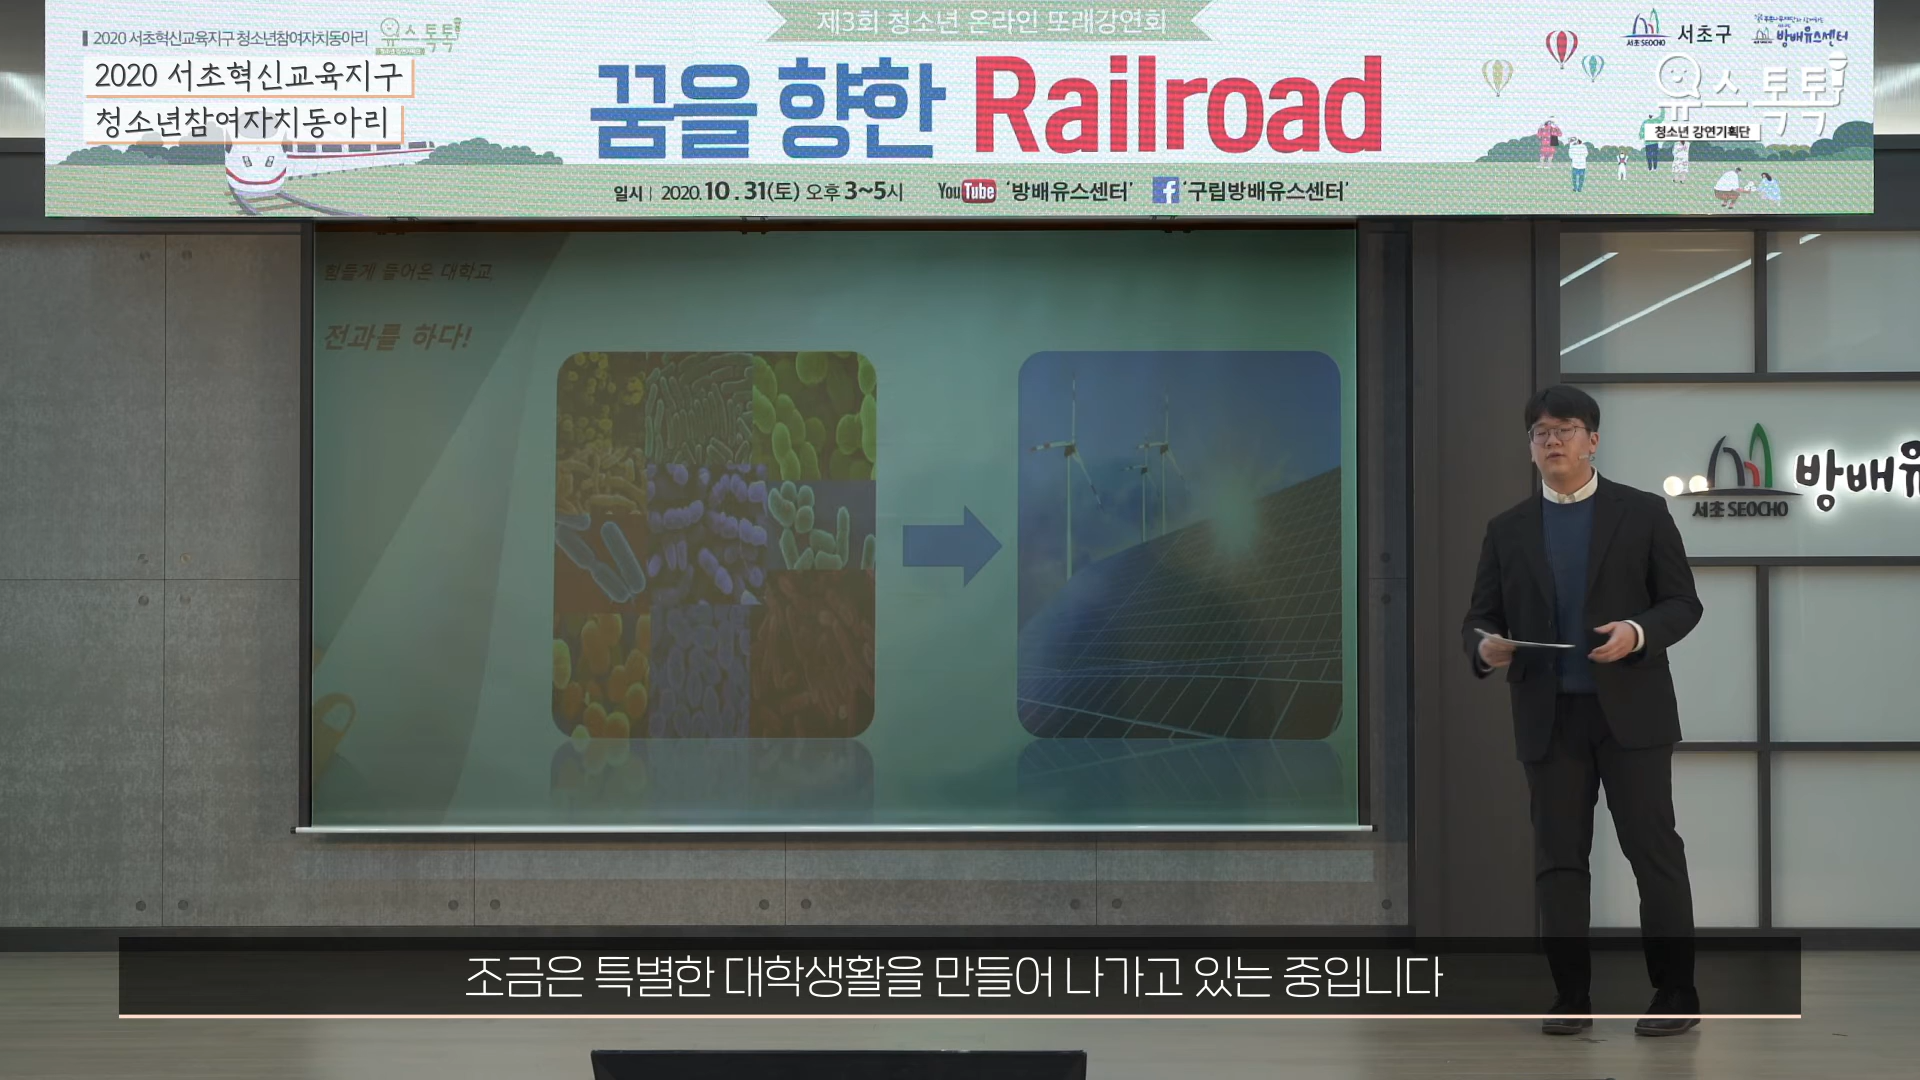 2020 서초혁신교육지구 청소년참여자치동아리 유스톡톡
2020 서초혁신교육지구
청소년참여자치동아리
제3회 청소년 온라인 또래강연회
꿈을 향한 Railroad
일시 | 2020. 10. 31(토) 오후 3~5시 YouTube '방배유스센터' f '구립방배유스센터'
서초 SEOCHO 서초구
방배유스센터
유스톡톡
청소년 강연기획단
힘들게 들어온 대학교
전과를 하다!
서초 SEOCHO
방배유
조금은 특별한 대학생활을 만들어 나가고 있는 중입니다